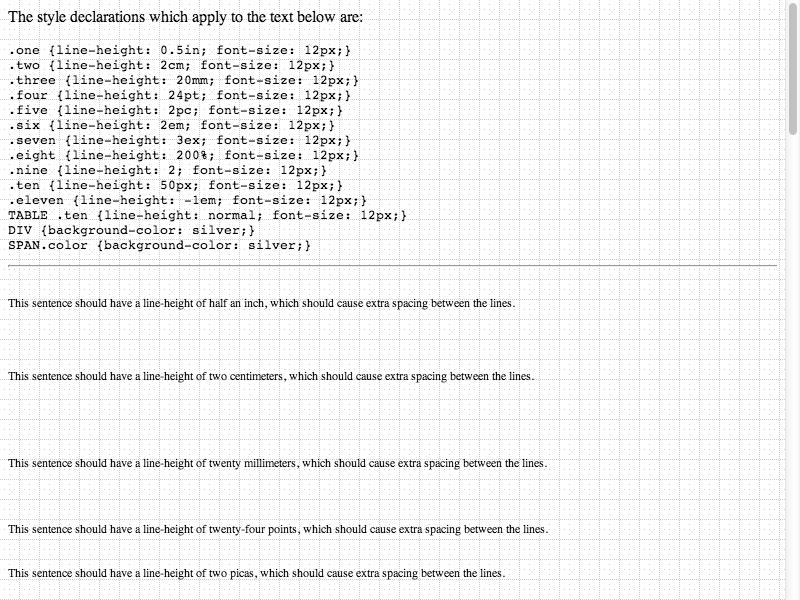 The style declarations which apply to the text below are:
.one {line-height: 0.5in; font-size: 12px;}
.two {line-height: 2cm; font-size: 12px;}
.three {line-height: 20mm; font-size: 12px;}
.four {line-height: 24pt; font-size: 12px;}
.five {line-height: 2pc; font-size: 12px;}
.six {line-height: 2em; font-size: 12px;}
.seven {line-height: 3ex; font-size: 12px;}
.eight {line-height: 200%; font-size: 12px;}
.nine {line-height: 2; font-size: 12px;}
.ten {line-height: 50px; font-size: 12px;}
.eleven {line-height: -1em; font-size: 12px;}
TABLE .ten {line-height: normal; font-size: 12px;}
DIV {background-color: silver;}
SPAN.color {background-color: silver;}
This sentence should have a line-height of half an inch, which should cause extra spacing between the lines.
This sentence should have a line-height of two centimeters, which should cause extra spacing between the lines.
This sentence should have a line-height of twenty millimeters, which should cause extra spacing between the lines.
This sentence should have a line-height of twenty-four points, which should cause extra spacing between the lines.
This sentence should have a line-height of two picas, which should cause extra spacing between the lines.